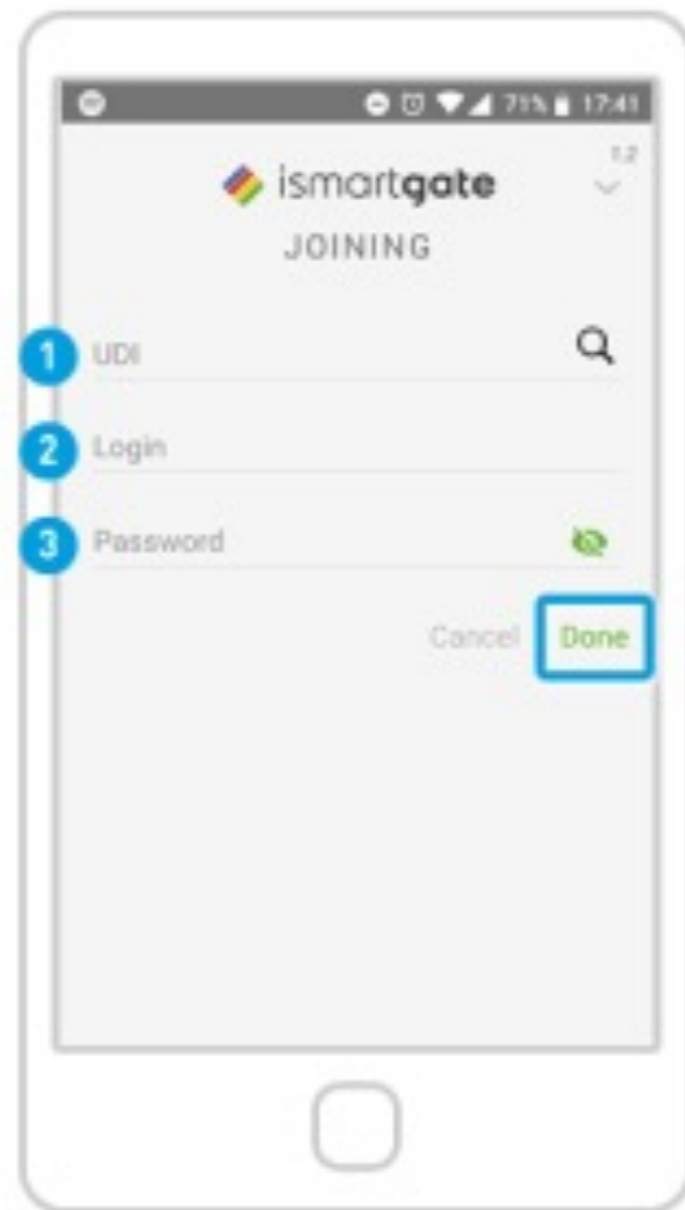 71% 17:41
1.2
ismartgate
JOINING
1 UDI
2 Login
3 Password
Cancel Done